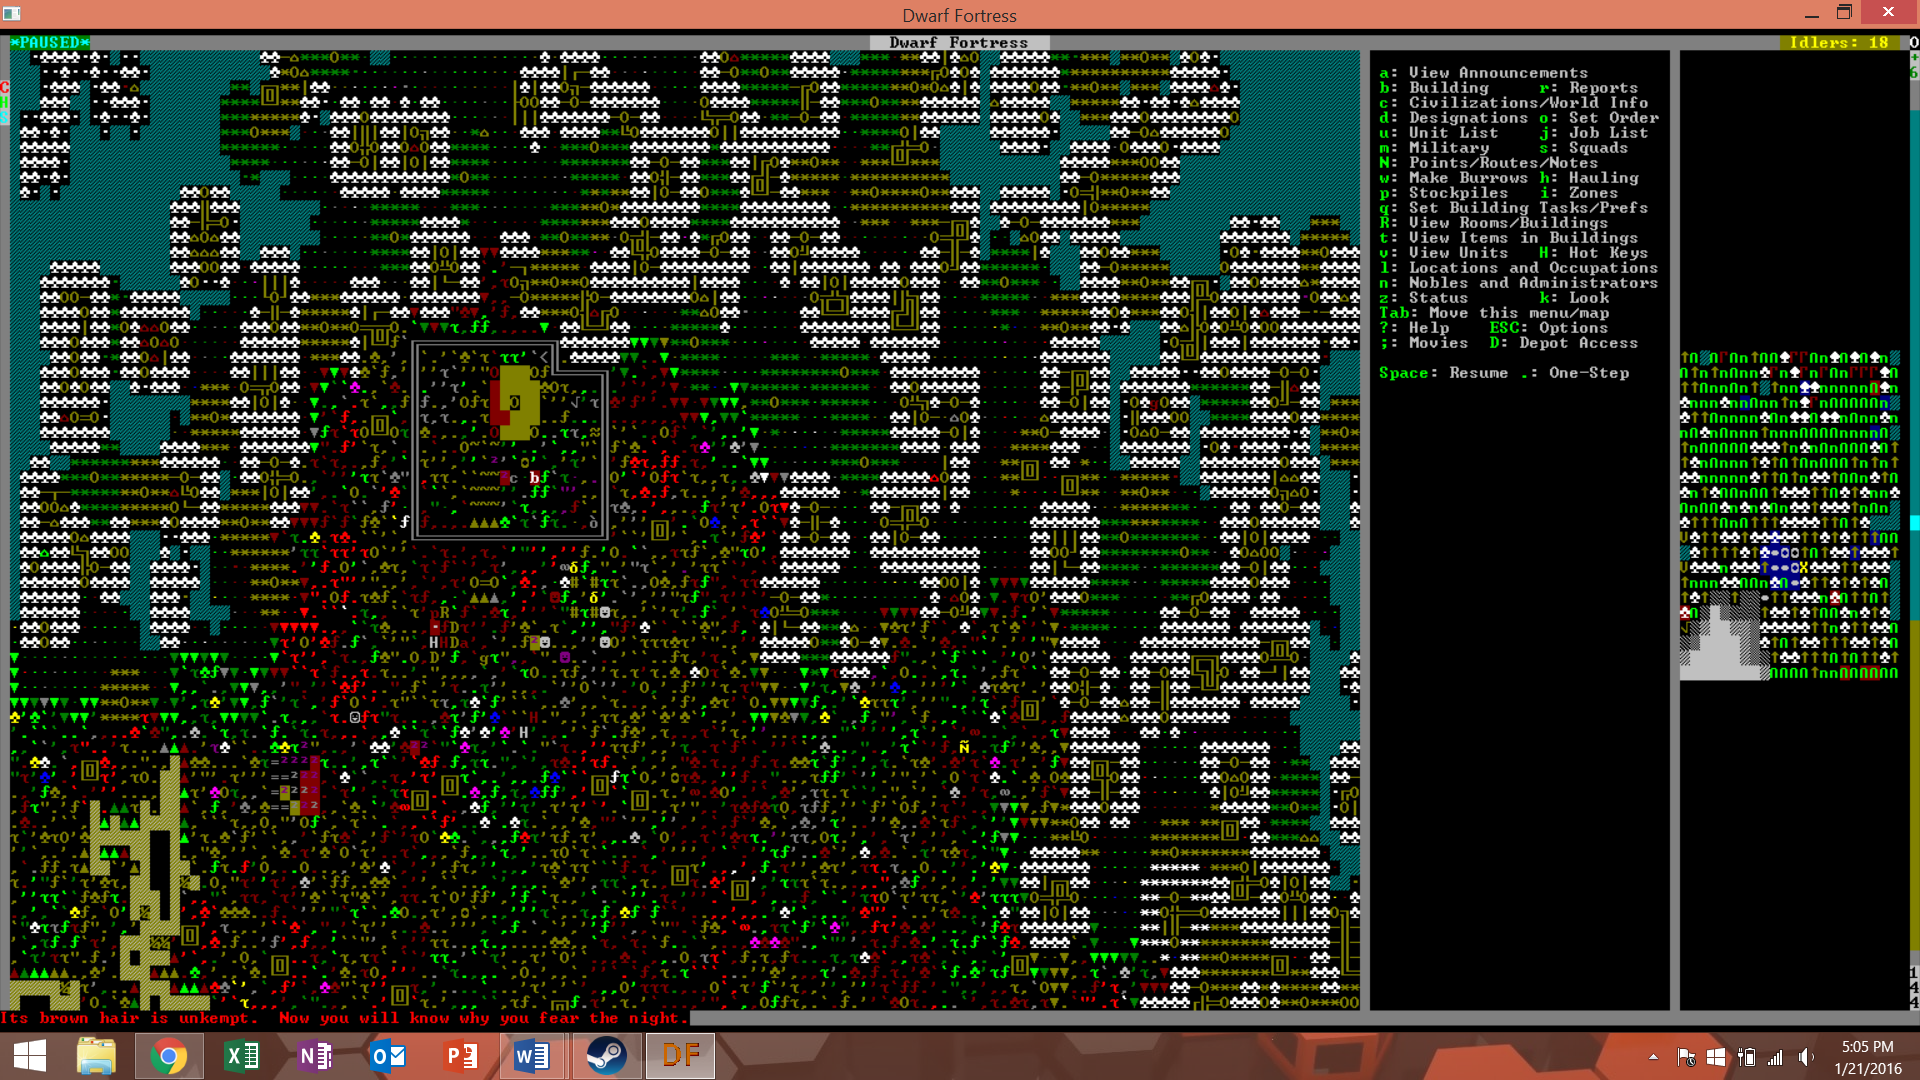 Dwarf Fortress
*PAUSED*
Dwarf Fortress
Idlers: 18
a: View Announcements
b: Building r: Reports
c: Civilizations/World Info
d: Designations o: Set Order
u: Unit List j: Job List
m: Military s: Squads
N: Points/Routes/Notes
w: Make Burrows h: Hauling
p: Stockpiles i: Zones
q: Set Building Tasks/Prefs
R: View Rooms/Buildings
t: View Items in Buildings
v: View Units H: Hot Keys
l: Locations and Occupations
n: Nobles and Administrators
z: Status k: Look
Tab: Move this menu/map
?: Help ESC: Options
;: Movies D: Depot Access
Space: Resume .: One-Step
Its brown hair is unkempt. Now you will know why you fear the night.
DF
5:05 PM
1/21/2016